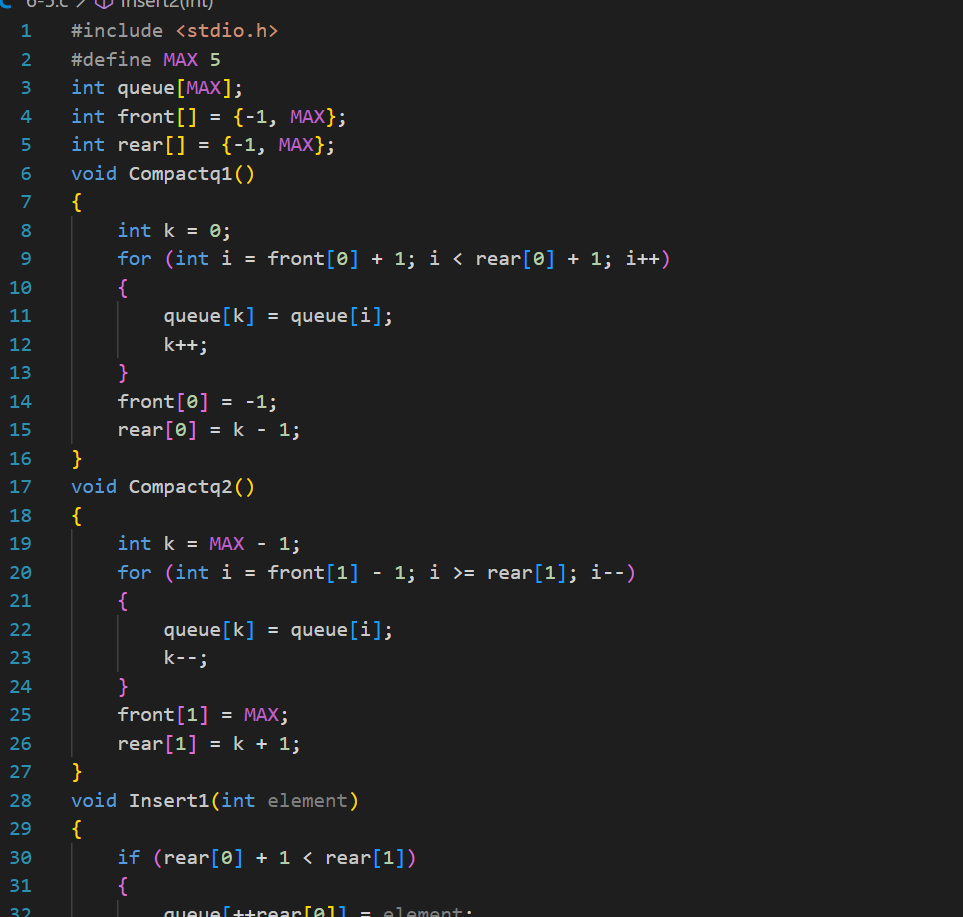 6-5.c > Insert2(int)
1 #include <stdio.h>
2 #define MAX 5
3 int queue[MAX];
4 int front[] = {-1, MAX};
5 int rear[] = {-1, MAX};
6 void Compactq1()
7 {
8     int k = 0;
9     for (int i = front[0] + 1; i < rear[0] + 1; i++)
10     {
11         queue[k] = queue[i];
12         k++;
13     }
14     front[0] = -1;
15     rear[0] = k - 1;
16 }
17 void Compactq2()
18 {
19     int k = MAX - 1;
20     for (int i = front[1] - 1; i >= rear[1]; i--)
21     {
22         queue[k] = queue[i];
23         k--;
24     }
25     front[1] = MAX;
26     rear[1] = k + 1;
27 }
28 void Insert1(int element)
29 {
30     if (rear[0] + 1 < rear[1])
31     {
32         queue[++rear[0]] = element;